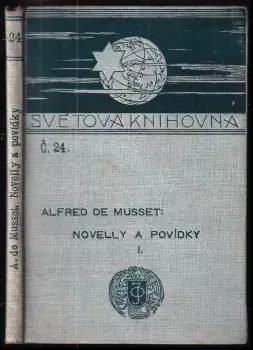 24
A. de Musset, Novelly a povídky
SVĚTOVÁ KNIHOVNA
Č. 24.
ALFRED DE MUSSET:
NOVELLY A POVÍDKY
I.